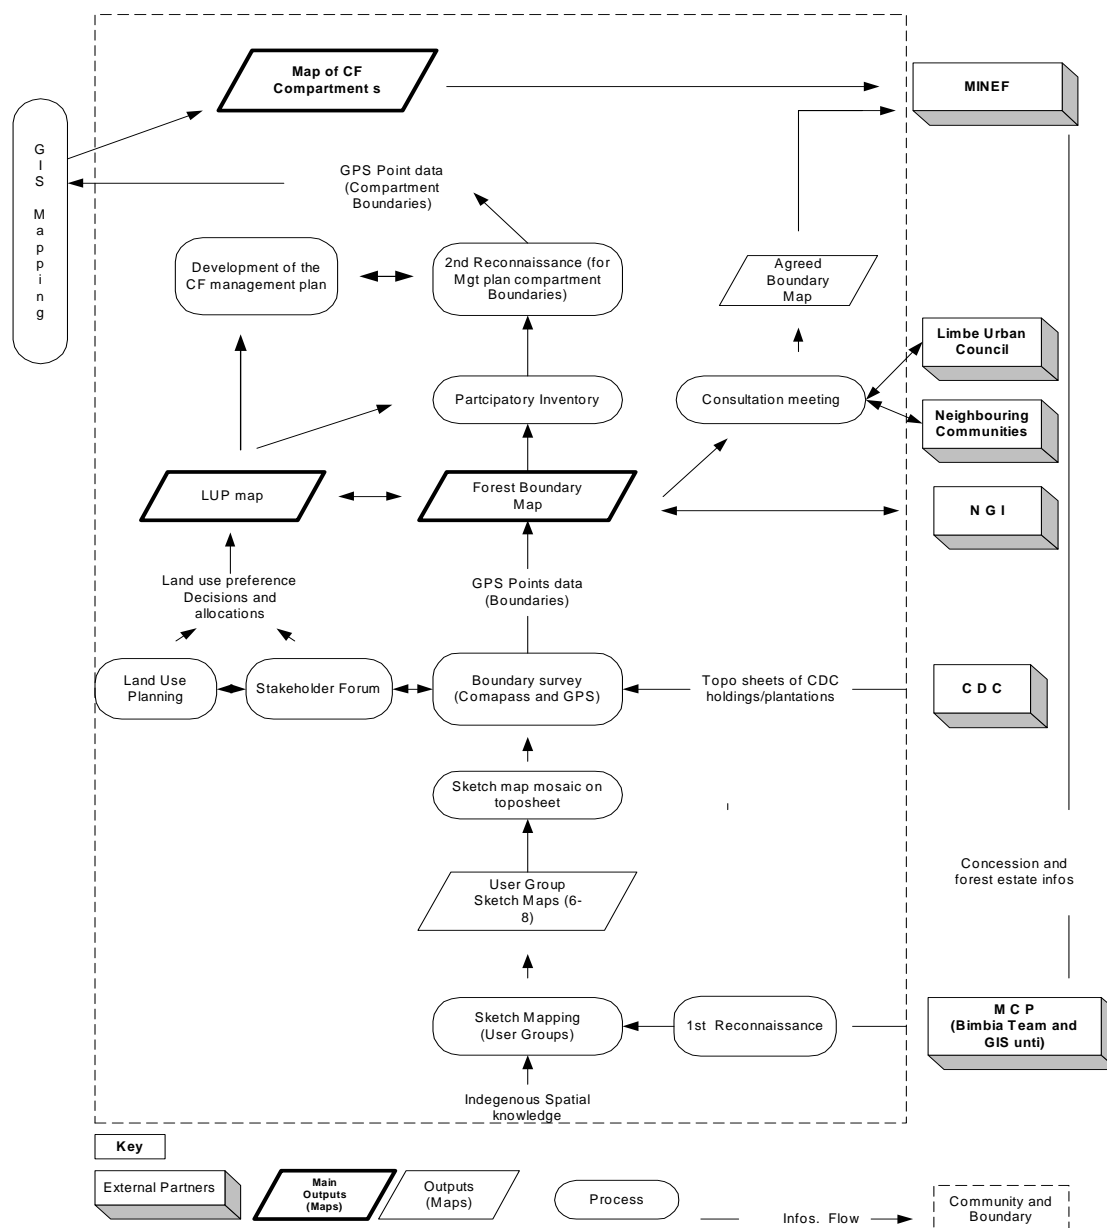 Map of CF
Compartment s
MINEF
G
I
S
M
a
p
p
i
n
g
GPS Point data
(Compartment
Boundaries)
Development of the
CF management plan
2nd Reconnaissance (for
Mgt plan compartment
Boundaries)
Agreed
Boundary
Map
Limbe Urban
Council
Partcipatory Inventory
Consultation meeting
Neighbouring
Communities
LUP map
Forest Boundary
Map
N G I
Land use preference
Decisions and
allocations
GPS Points data
(Boundaries)
Land Use
Planning
Stakeholder Forum
Boundary survey
(Comapass and GPS)
Topo sheets of CDC
holdings/plantations
C D C
Sketch map mosaic on
toposheet
User Group
Sketch Maps (6-
8)
Concession and
forest estate infos
Sketch Mapping
(User Groups)
1st Reconnaissance
M C P
(Bimbia Team and
GIS unti)
Indegenous Spatial
knowledge
Key
External Partners
Main
Outputs
(Maps)
Outputs
(Maps)
Process
Infos. Flow
Community and
Boundary